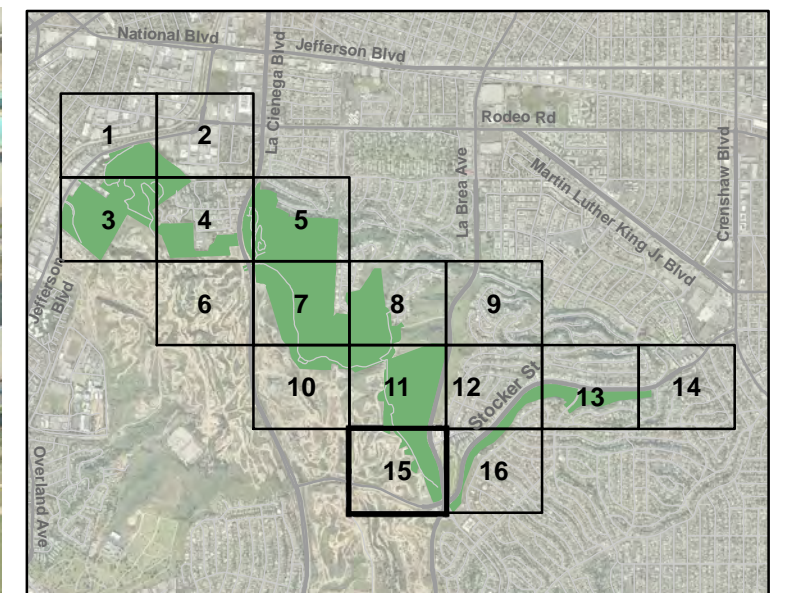 National Blvd
Jefferson Blvd
La Cienega Blvd
Rodeo Rd
La Brea Ave
Martin Luther King Jr Blvd
Crenshaw Blvd
1
2
3
4
5
Jefferson
Blvd
6
7
8
9
10
11
12
Stocker St
13
14
Overland Ave
15
16